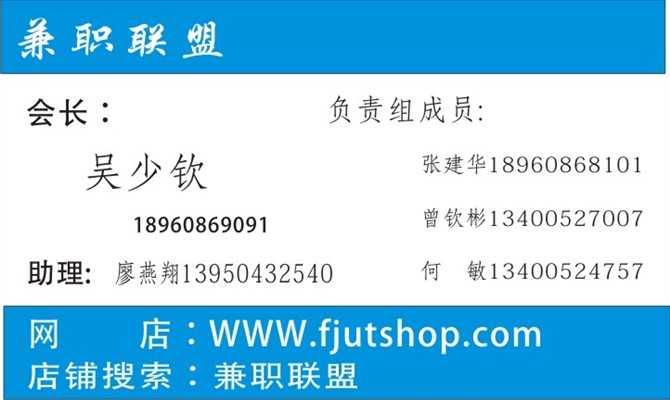 兼职联盟
会长：
吴少钦
18960869091
助理: 廖燕翔13950432540
负责组成员:
张建华18960868101
曾钦彬13400527007
何 敏13400524757
网 店：WWW.fjutshop.com
店铺搜索：兼职联盟